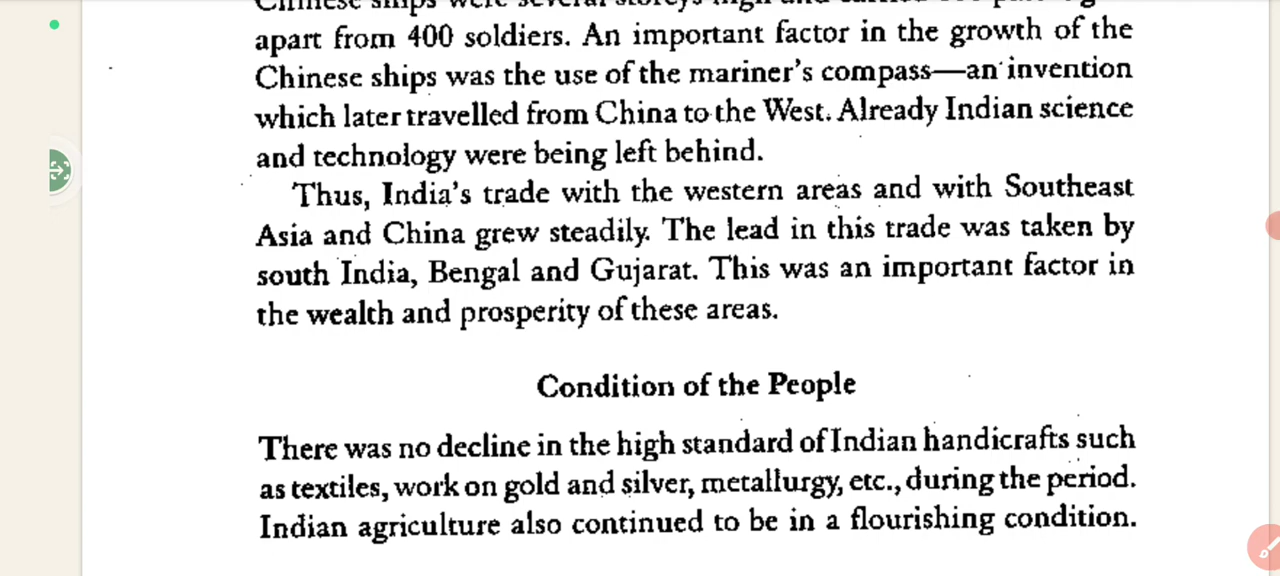 apart from 400 soldiers. An important factor in the growth of the
Chinese ships was the use of the mariner's compass—an invention
which later travelled from China to the West. Already Indian science
and technology were being left behind.
Thus, India's trade with the western areas and with Southeast
Asia and China grew steadily. The lead in this trade was taken by
south India, Bengal and Gujarat. This was an important factor in
the wealth and prosperity of these areas.
Condition of the People
There was no decline in the high standard of Indian handicrafts such
as textiles, work on gold and silver, metallurgy, etc., during the period.
Indian agriculture also continued to be in a flourishing condition.